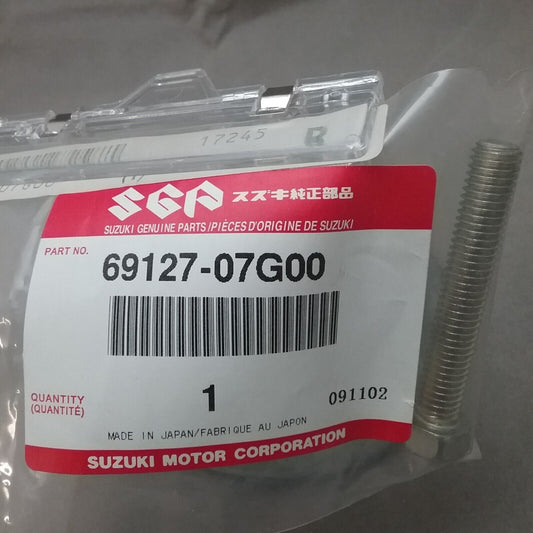 17245 R
SGP スズキ純正部品
SUZUKI GENUINE PARTS/PIÈCES D'ORIGINE DE SUZUKI
PART NO. 69127-07G00
QUANTITY
(QUANTITÉ) 1 091102
MADE IN JAPAN/FABRIQUE AU JAPON
SUZUKI MOTOR CORPORATION